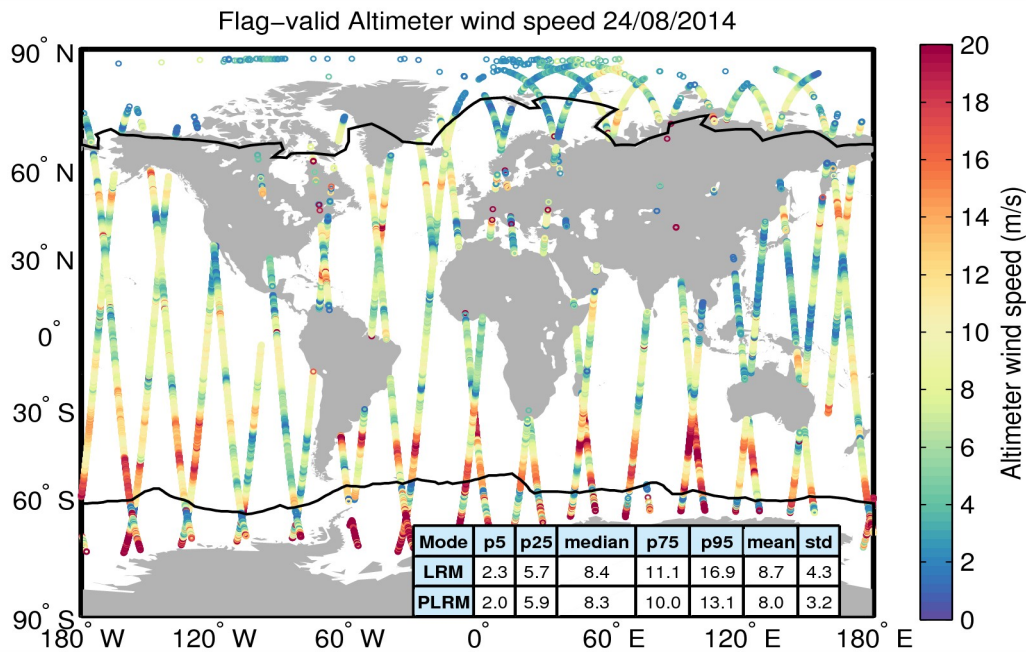 Flag−valid Altimeter wind speed 24/08/2014
90° N
60° N
30° N
0°
30° S
60° S
90° S
180° W
120° W
60° W
0°
60° E
120° E
180° E
Mode p5 p25 median p75 p95 mean std
LRM 2.3 5.7 8.4 11.1 16.9 8.7 4.3
PLRM 2.0 5.9 8.3 10.0 13.1 8.0 3.2
20
18
16
14
12
10
8
6
4
2
0
Altimeter wind speed (m/s)